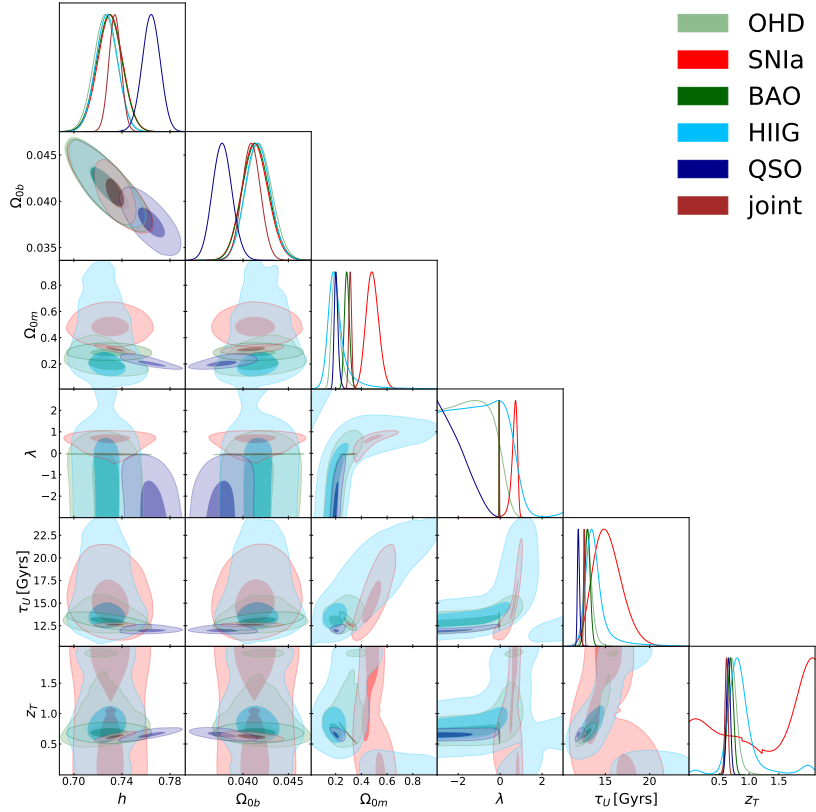 OHD
SNIa
BAO
HIIG
QSO
joint
0.045
0.040
0.035
Ω0b
0.8
0.6
0.4
0.2
Ω0m
2
1
0
−1
−2
λ
22.5
20.0
17.5
15.0
12.5
τU [Gyrs]
1.5
1.0
0.5
zT
0.70 0.74 0.78
0.040 0.045
0.2 0.4 0.6 0.8
−2 0 2
15 20
0.5 1.0 1.5
h
Ω0b
Ω0m
λ
τU [Gyrs]
zT